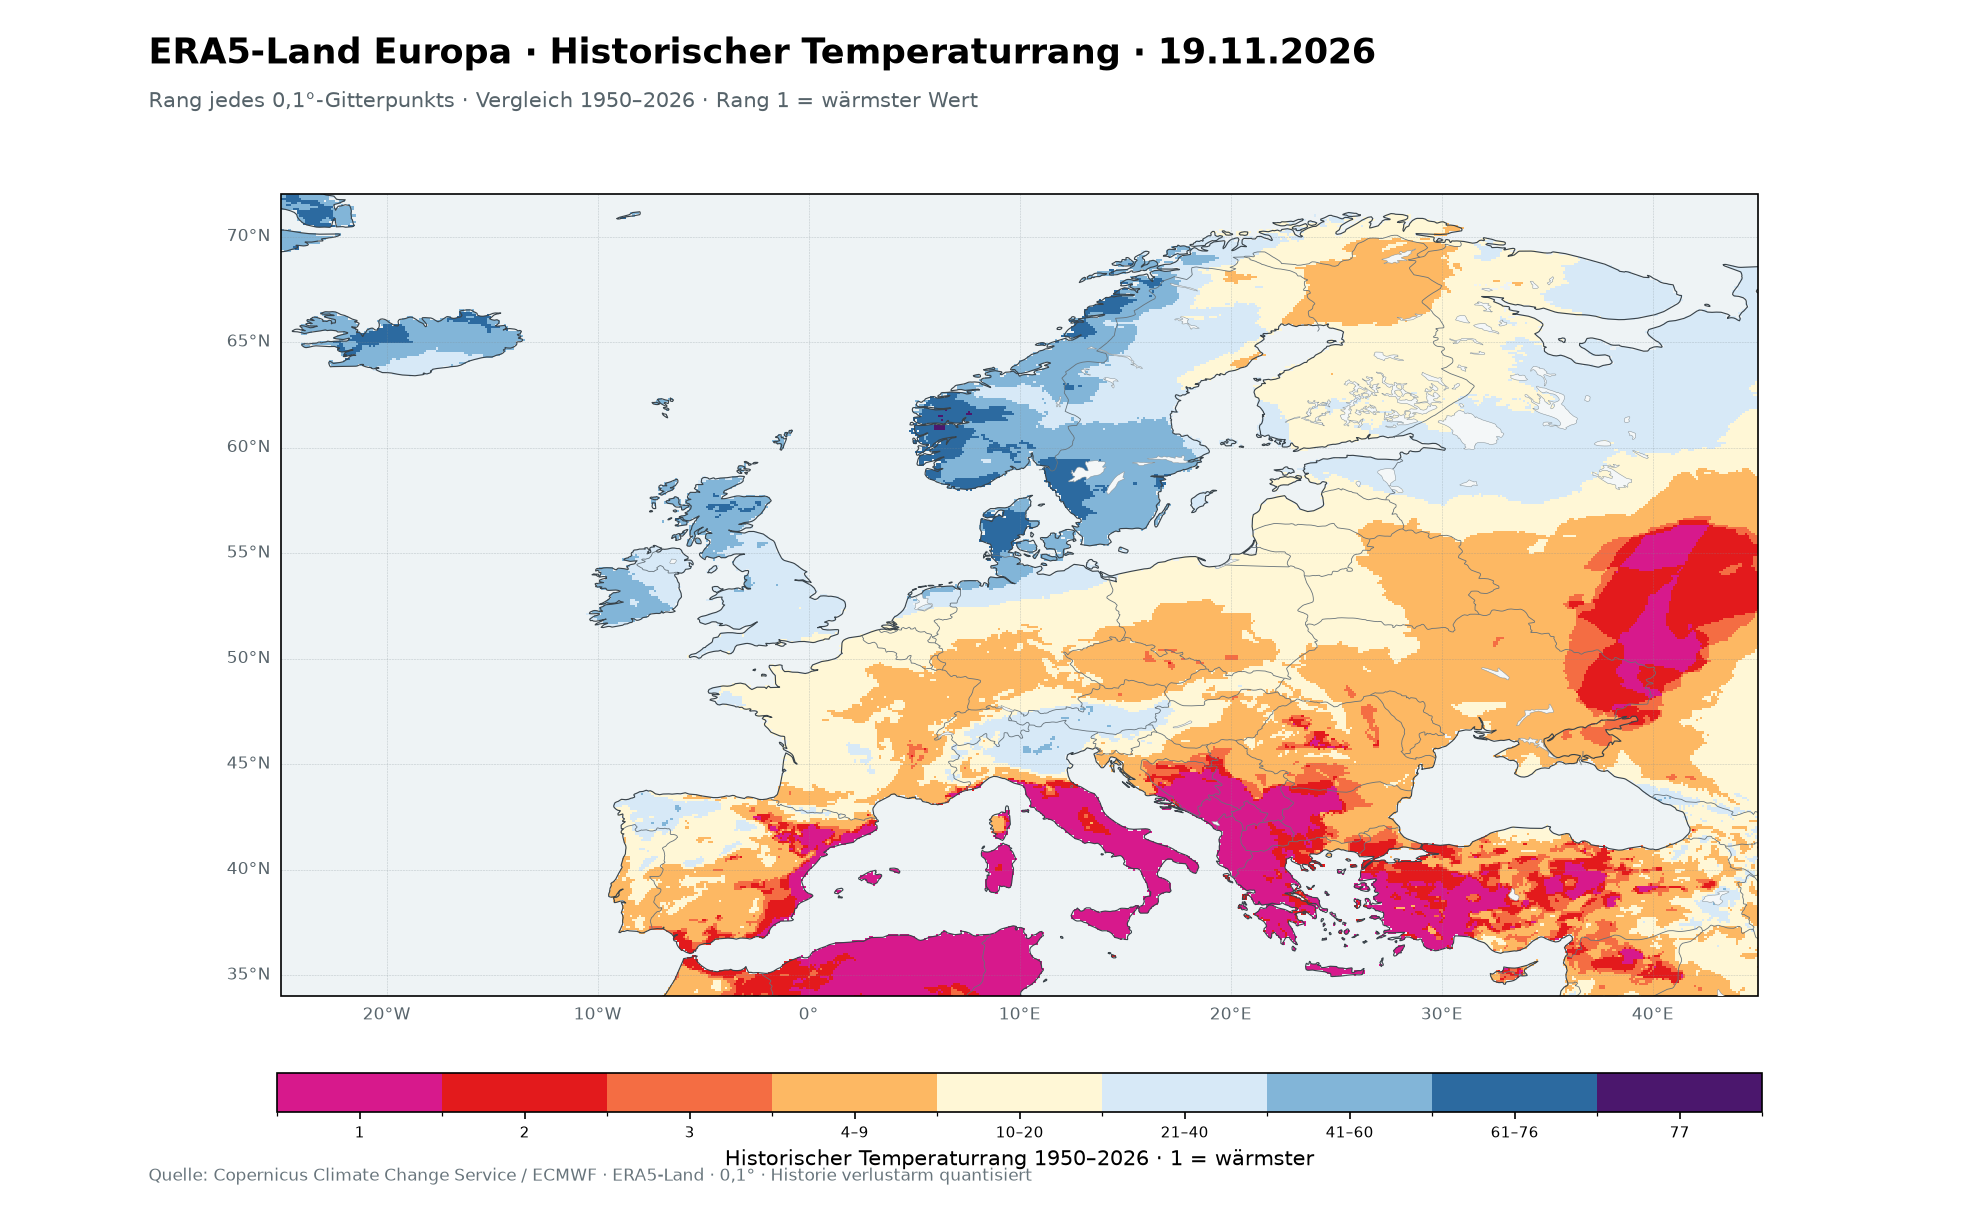 ERA5-Land Europa · Historischer Temperaturrang · 19.11.2026
Rang jedes 0,1°-Gitterpunkts · Vergleich 1950–2026 · Rang 1 = wärmster Wert
70°N
65°N
60°N
55°N
50°N
45°N
40°N
35°N
20°W 10°W 0° 10°E 20°E 30°E 40°E
1 2 3 4–9 10–20 21–40 41–60 61–76 77
Historischer Temperaturrang 1950–2026 · 1 = wärmster
Quelle: Copernicus Climate Change Service / ECMWF · ERA5-Land · 0,1° · Historie verlustarm quantisiert